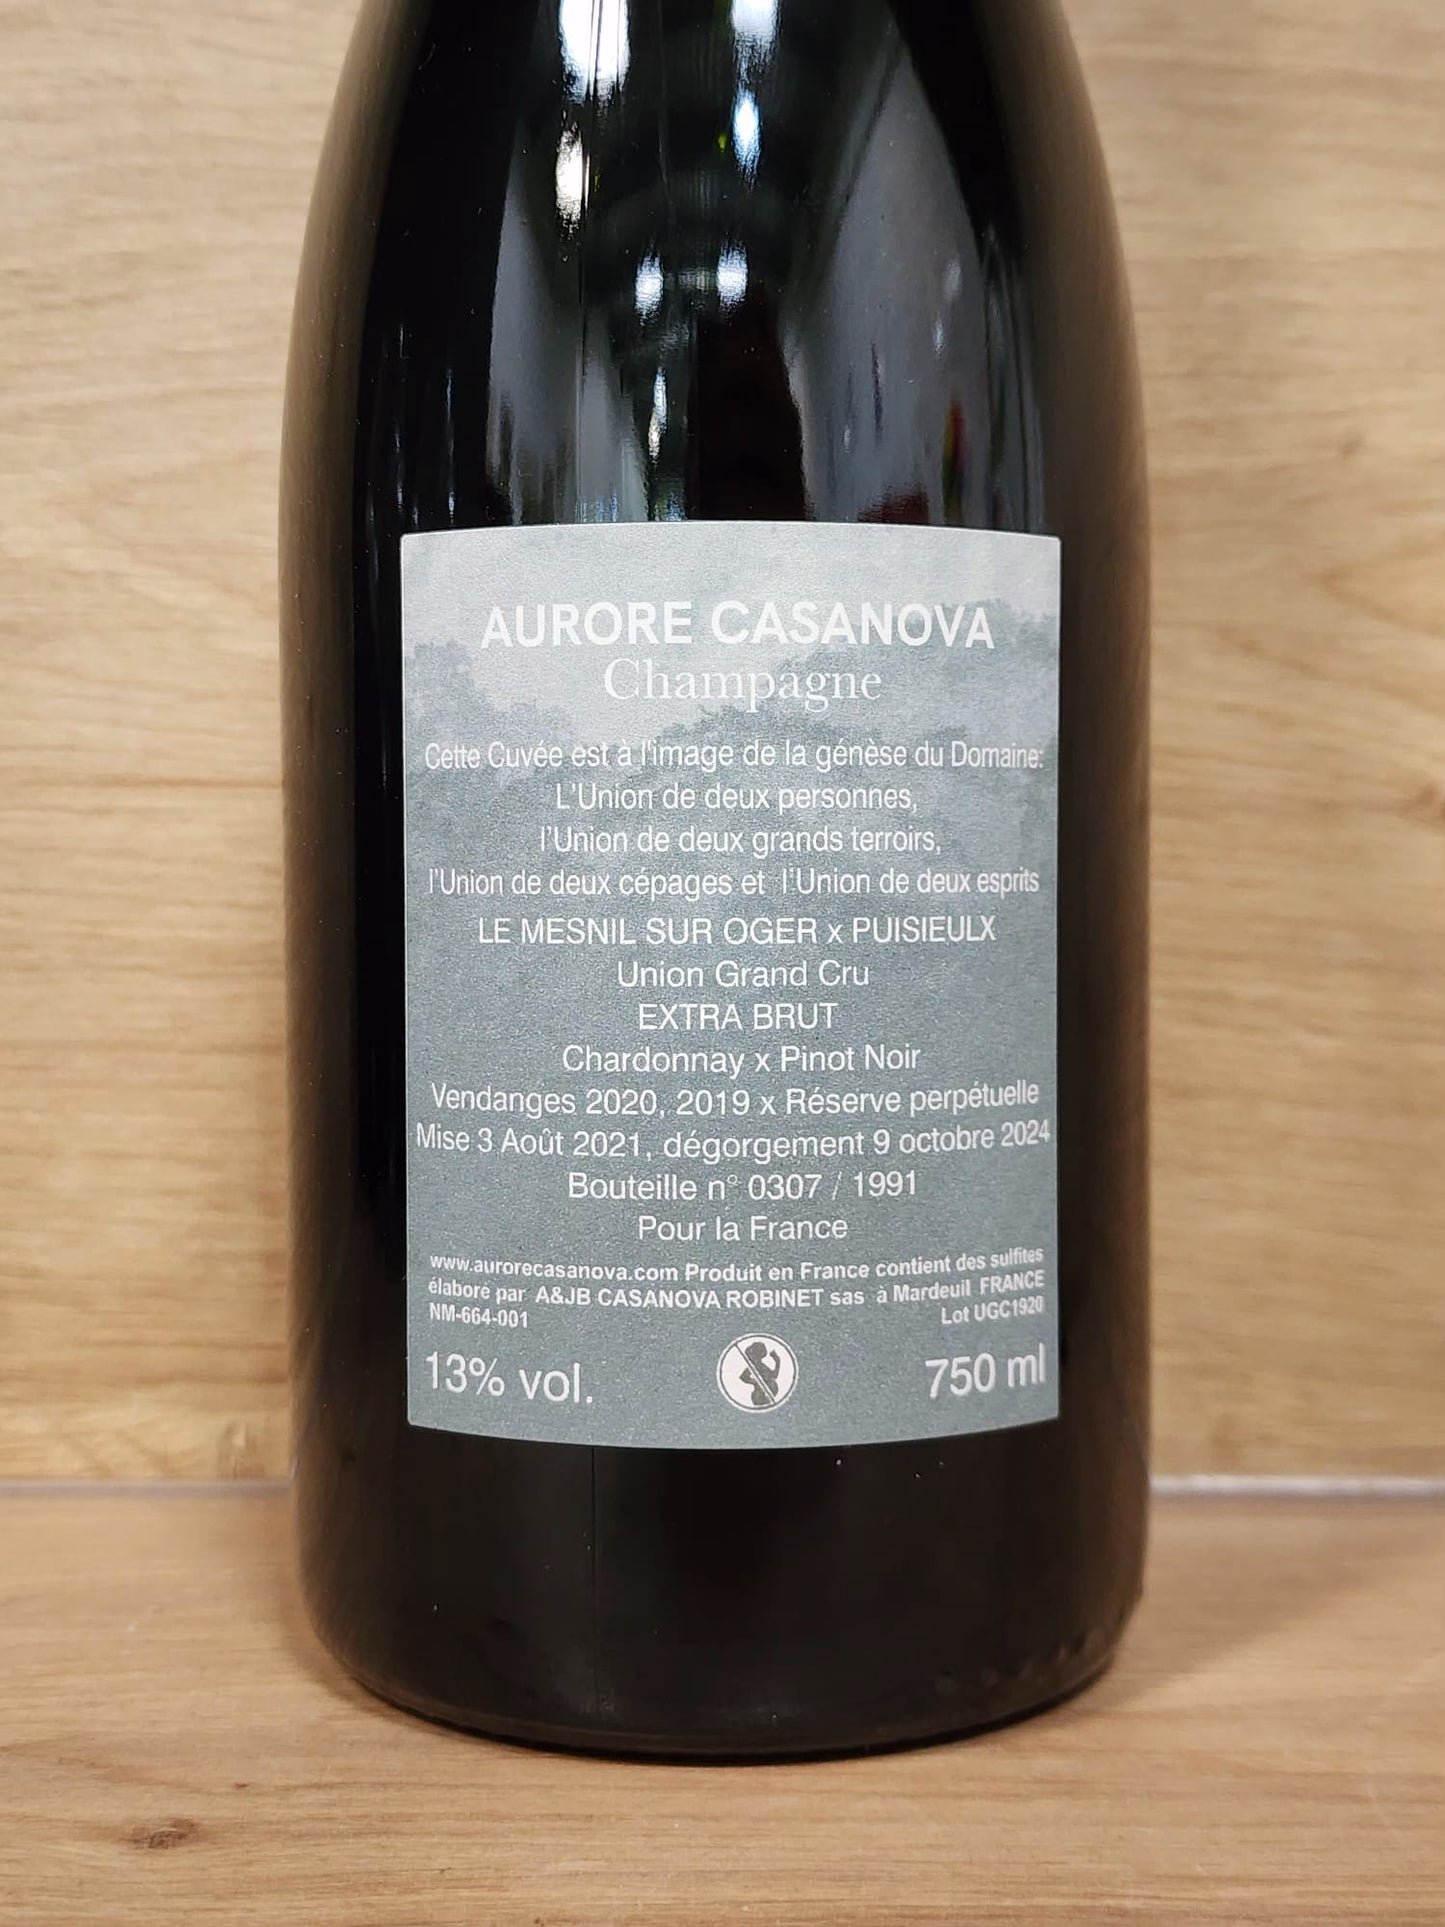 AURORE CASANOVA
Champagne
Cette Cuvée est à l'image de la génèse du Domaine:
L'Union de deux personnes,
l'Union de deux grands terroirs,
l'Union de deux cépages et l'Union de deux esprits
LE MESNIL SUR OGER x PUISIEULX
Union Grand Cru
EXTRA BRUT
Chardonnay x Pinot Noir
Vendanges 2020, 2019 x Réserve perpétuelle
Mise 3 Août 2021, dégorgement 9 octobre 2024
Bouteille n° 0307 / 1991
Pour la France
www.aurorecasanova.com Produit en France contient des sulfites
élaboré par A&JB CASANOVA ROBINET sas à Mardeuil FRANCE
NM-664-001 Lot UGC1920
13% vol. 750 ml